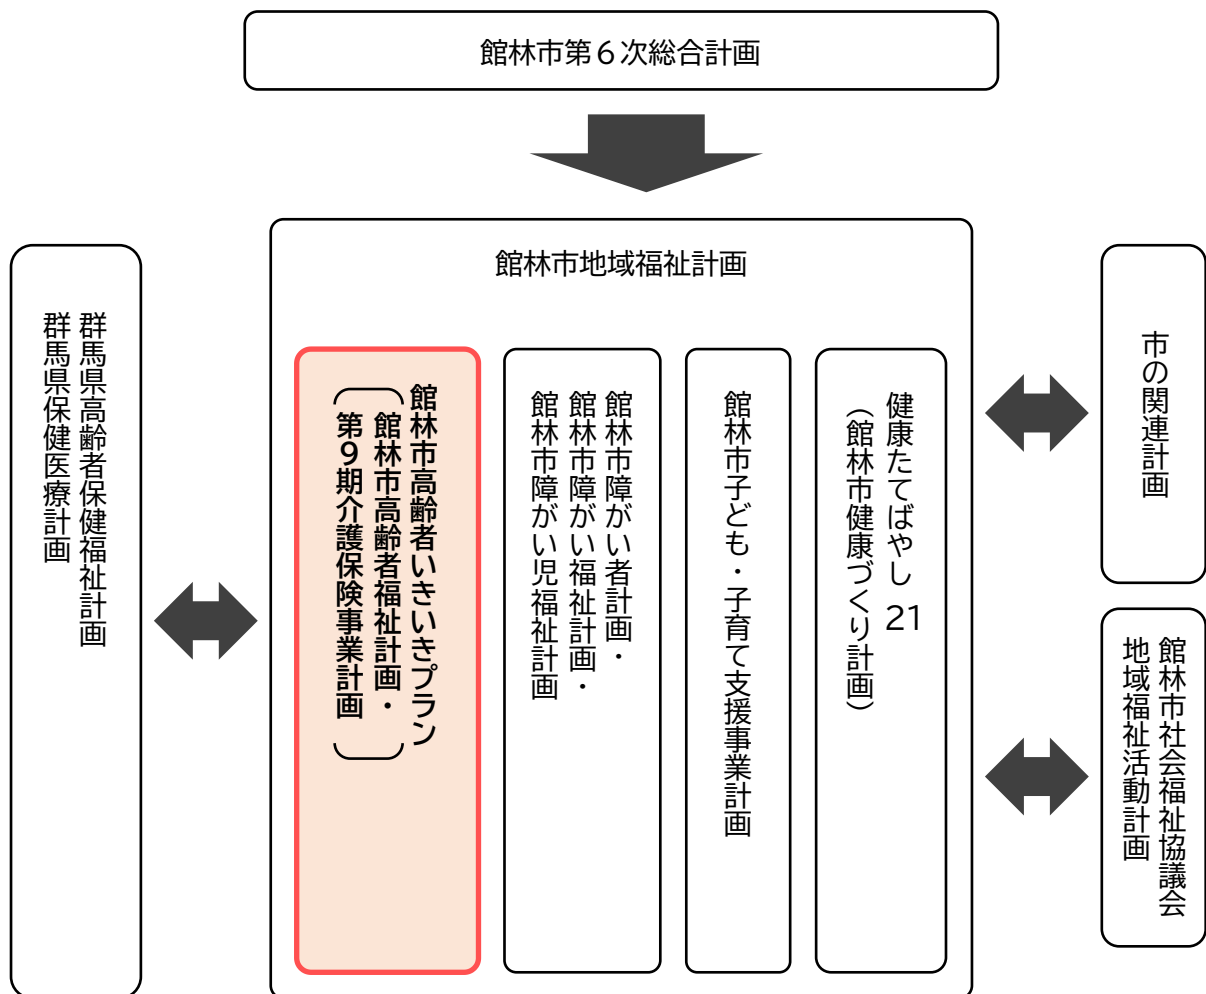 館林市第６次総合計画
館林市地域福祉計画
群馬県高齢者保健福祉計画
群馬県保健医療計画
館林市高齢者いきいきプラン
館林市高齢者福祉計画・
第９期介護保険事業計画
館林市障がい者計画・
館林市障がい福祉計画・
館林市障がい児福祉計画
館林市子ども・子育て支援事業計画
健康たてばやし 21
（館林市健康づくり計画）
市の関連計画
館林市社会福祉協議会
地域福祉活動計画